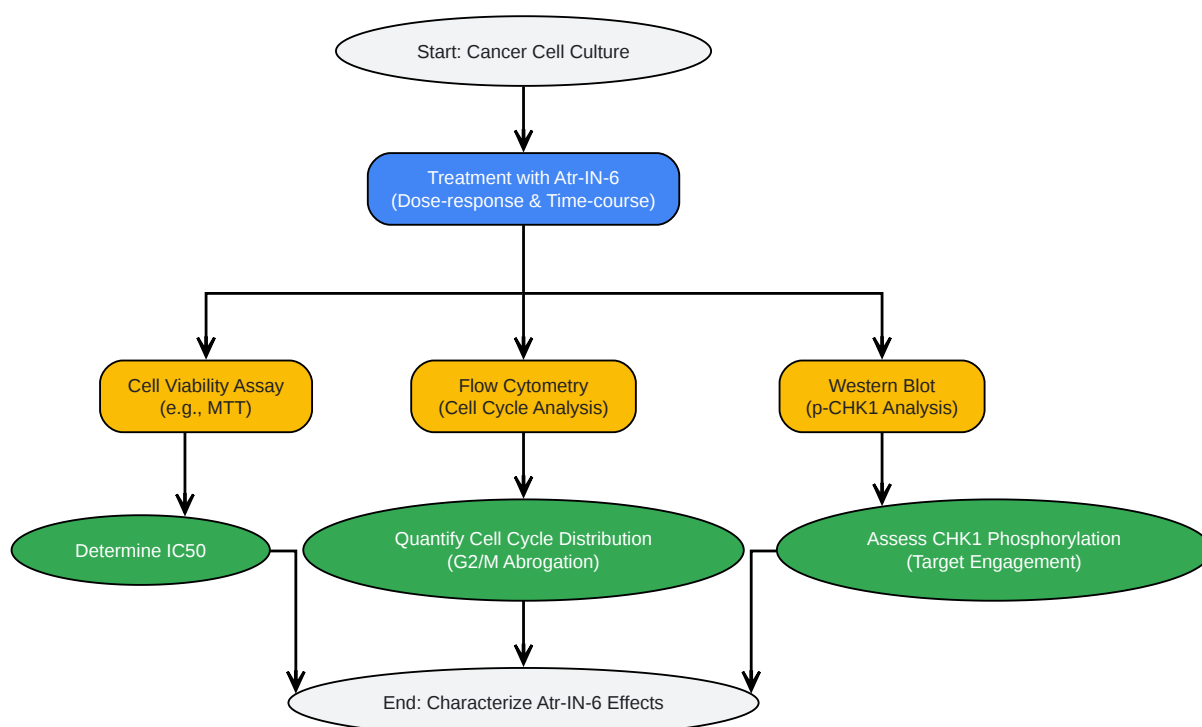 Start: Cancer Cell Culture
Treatment with Atr-IN-6
(Dose-response & Time-course)
Cell Viability Assay
(e.g., MTT)
Flow Cytometry
(Cell Cycle Analysis)
Western Blot
(p-CHK1 Analysis)
Determine IC50
Quantify Cell Cycle Distribution
(G2/M Abrogation)
Assess CHK1 Phosphorylation
(Target Engagement)
End: Characterize Atr-IN-6 Effects